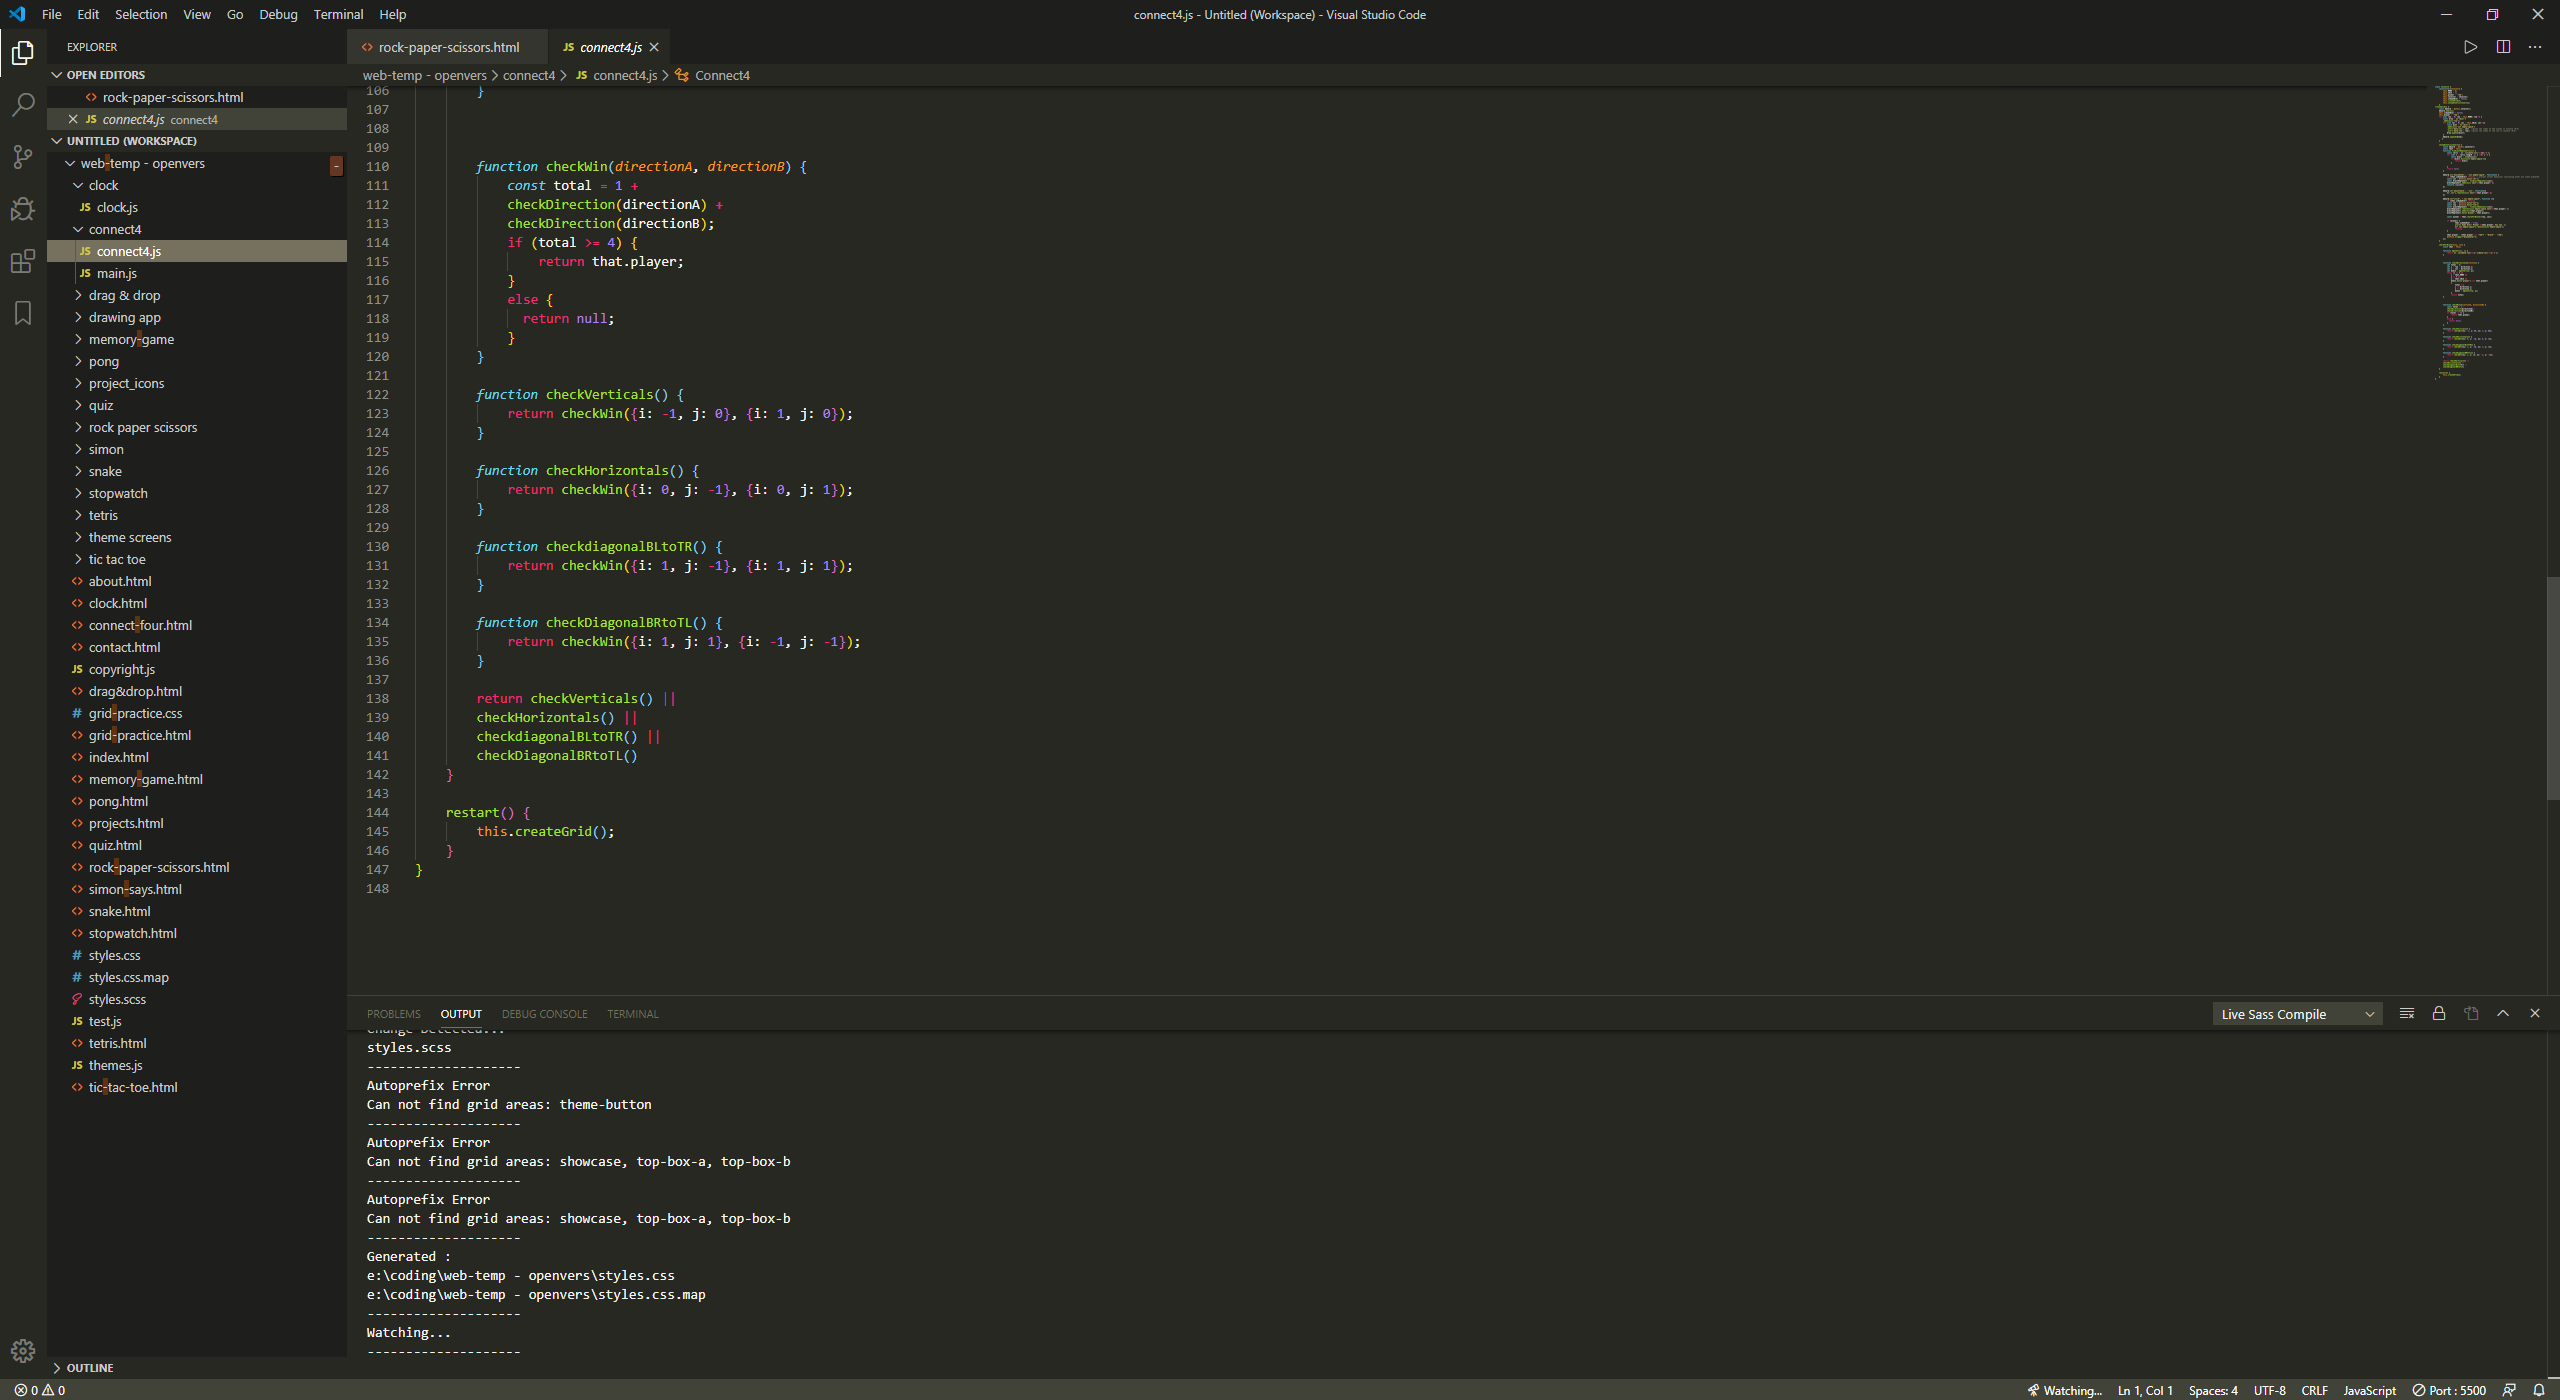 File Edit Selection View Go Debug Terminal Help
connect4.js - Untitled (Workspace) - Visual Studio Code
EXPLORER
OPEN EDITORS
rock-paper-scissors.html
connect4.js connect4
UNTITLED (WORKSPACE)
web-temp - openvers
clock
JS clock.js
connect4
JS connect4.js
JS main.js
drag & drop
drawing app
memory-game
pong
project_icons
quiz
rock paper scissors
simon
snake
stopwatch
tetris
theme screens
tic tac toe
about.html
clock.html
connect-four.html
contact.html
JS copyright.js
drag&drop.html
# grid-practice.css
grid-practice.html
index.html
memory-game.html
pong.html
projects.html
quiz.html
rock-paper-scissors.html
simon-says.html
snake.html
stopwatch.html
# styles.css
# styles.css.map
styles.scss
JS test.js
tetris.html
JS themes.js
tic-tac-toe.html
OUTLINE
rock-paper-scissors.html JS connect4.js
web-temp - openvers > connect4 > JS connect4.js > Connect4
106 }
107
108
109
110 function checkWin(directionA, directionB) {
111 const total = 1 +
112 checkDirection(directionA) +
113 checkDirection(directionB);
114 if (total >= 4) {
115 return that.player;
116 }
117 else {
118 return null;
119 }
120 }
121
122 function checkVerticals() {
123 return checkWin({i: -1, j: 0}, {i: 1, j: 0});
124 }
125
126 function checkHorizontals() {
127 return checkWin({i: 0, j: -1}, {i: 0, j: 1});
128 }
129
130 function checkdiagonalBLtoTR() {
131 return checkWin({i: 1, j: -1}, {i: 1, j: 1});
132 }
133
134 function checkDiagonalBRtoTL() {
135 return checkWin({i: 1, j: 1}, {i: -1, j: -1});
136 }
137
138 return checkVerticals() ||
139 checkHorizontals() ||
140 checkdiagonalBLtoTR() ||
141 checkDiagonalBRtoTL()
142 }
143
144 restart() {
145 this.createGrid();
146 }
147 }
148
PROBLEMS OUTPUT DEBUG CONSOLE TERMINAL
Live Sass Compile
Change Detected...
styles.scss
--------------------
Autoprefix Error
Can not find grid areas: theme-button
--------------------
Autoprefix Error
Can not find grid areas: showcase, top-box-a, top-box-b
--------------------
Autoprefix Error
Can not find grid areas: showcase, top-box-a, top-box-b
--------------------
Generated :
e:\coding\web-temp - openvers\styles.css
e:\coding\web-temp - openvers\styles.css.map
--------------------
Watching...
--------------------
0 0
Watching... Ln 1, Col 1 Spaces: 4 UTF-8 CRLF JavaScript Port : 5500